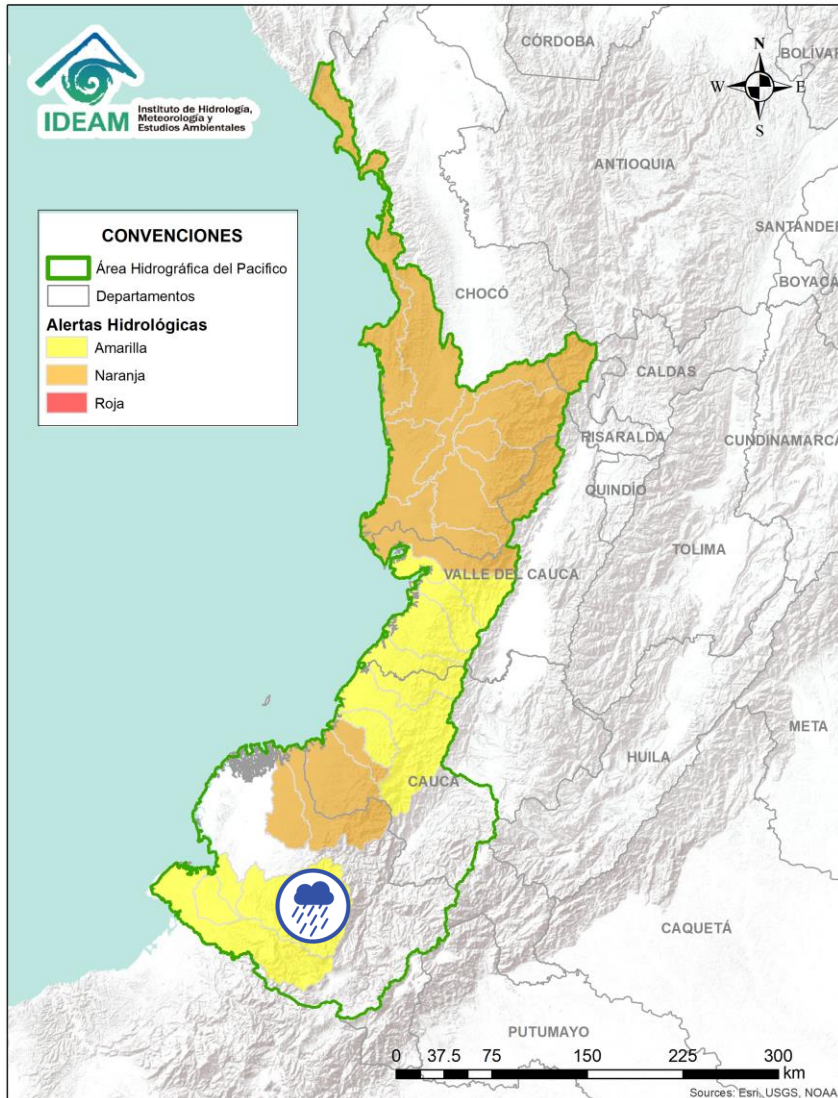 IDEAM
Instituto de Hidrología,
Meteorología y
Estudios Ambientales
CÓRDOBA
BOLÍVAR
N
W
E
S
ANTIOQUIA
SANTANDER
BOYACÁ
CONVENCIONES
Área Hidrográfica del Pacifico
Departamentos
Alertas Hidrológicas
Amarilla
Naranja
Roja
CHOCÓ
CALDAS
RISARALDA
CUNDINAMARCA
QUINDÍO
TOLIMA
VALLE DEL CAUCA
META
HUILA
CAUCA
CAQUETÁ
PUTUMAYO
0 37.5 75 150 225 300
km
Sources: Esri, USGS, NOAA